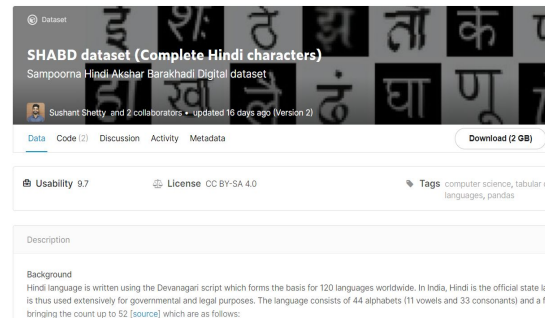 Dataset
SHABD dataset (Complete Hindi characters)
Sampoorna Hindi Akshar Barakhadi Digital dataset
Sushant Shetty and 2 collaborators • updated 16 days ago (Version 2)
Data Code (2) Discussion Activity Metadata Download (2 GB)
Usability 9.7 License CC BY-SA 4.0 Tags computer science, tabular
languages, pandas
Description
Background
Hindi language is written using the Devanagari script which forms the basis for 120 languages worldwide. In India, Hindi is the official state
is thus used extensively for governmental and legal purposes. The language consists of 44 alphabets (11 vowels and 33 consonants) and a
bringing the count up to 52 [source] which are as follows: